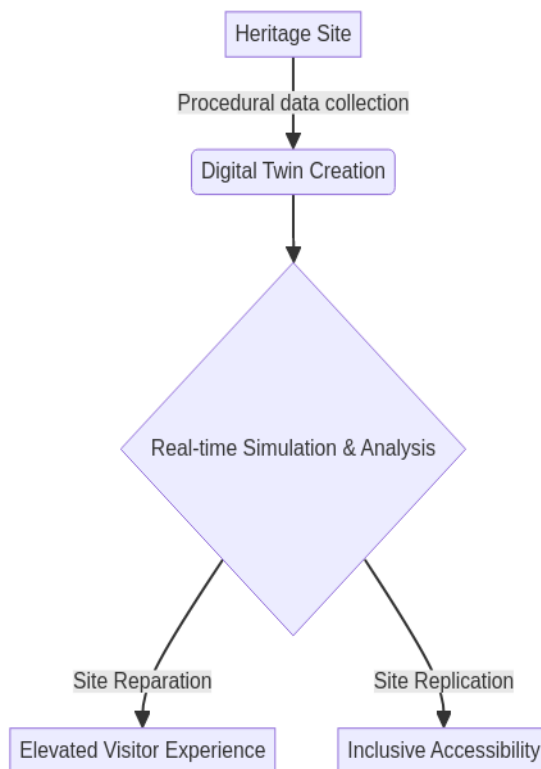 Heritage Site
Procedural data collection
Digital Twin Creation
Real-time Simulation & Analysis
Site Reparation
Site Replication
Elevated Visitor Experience
Inclusive Accessibility